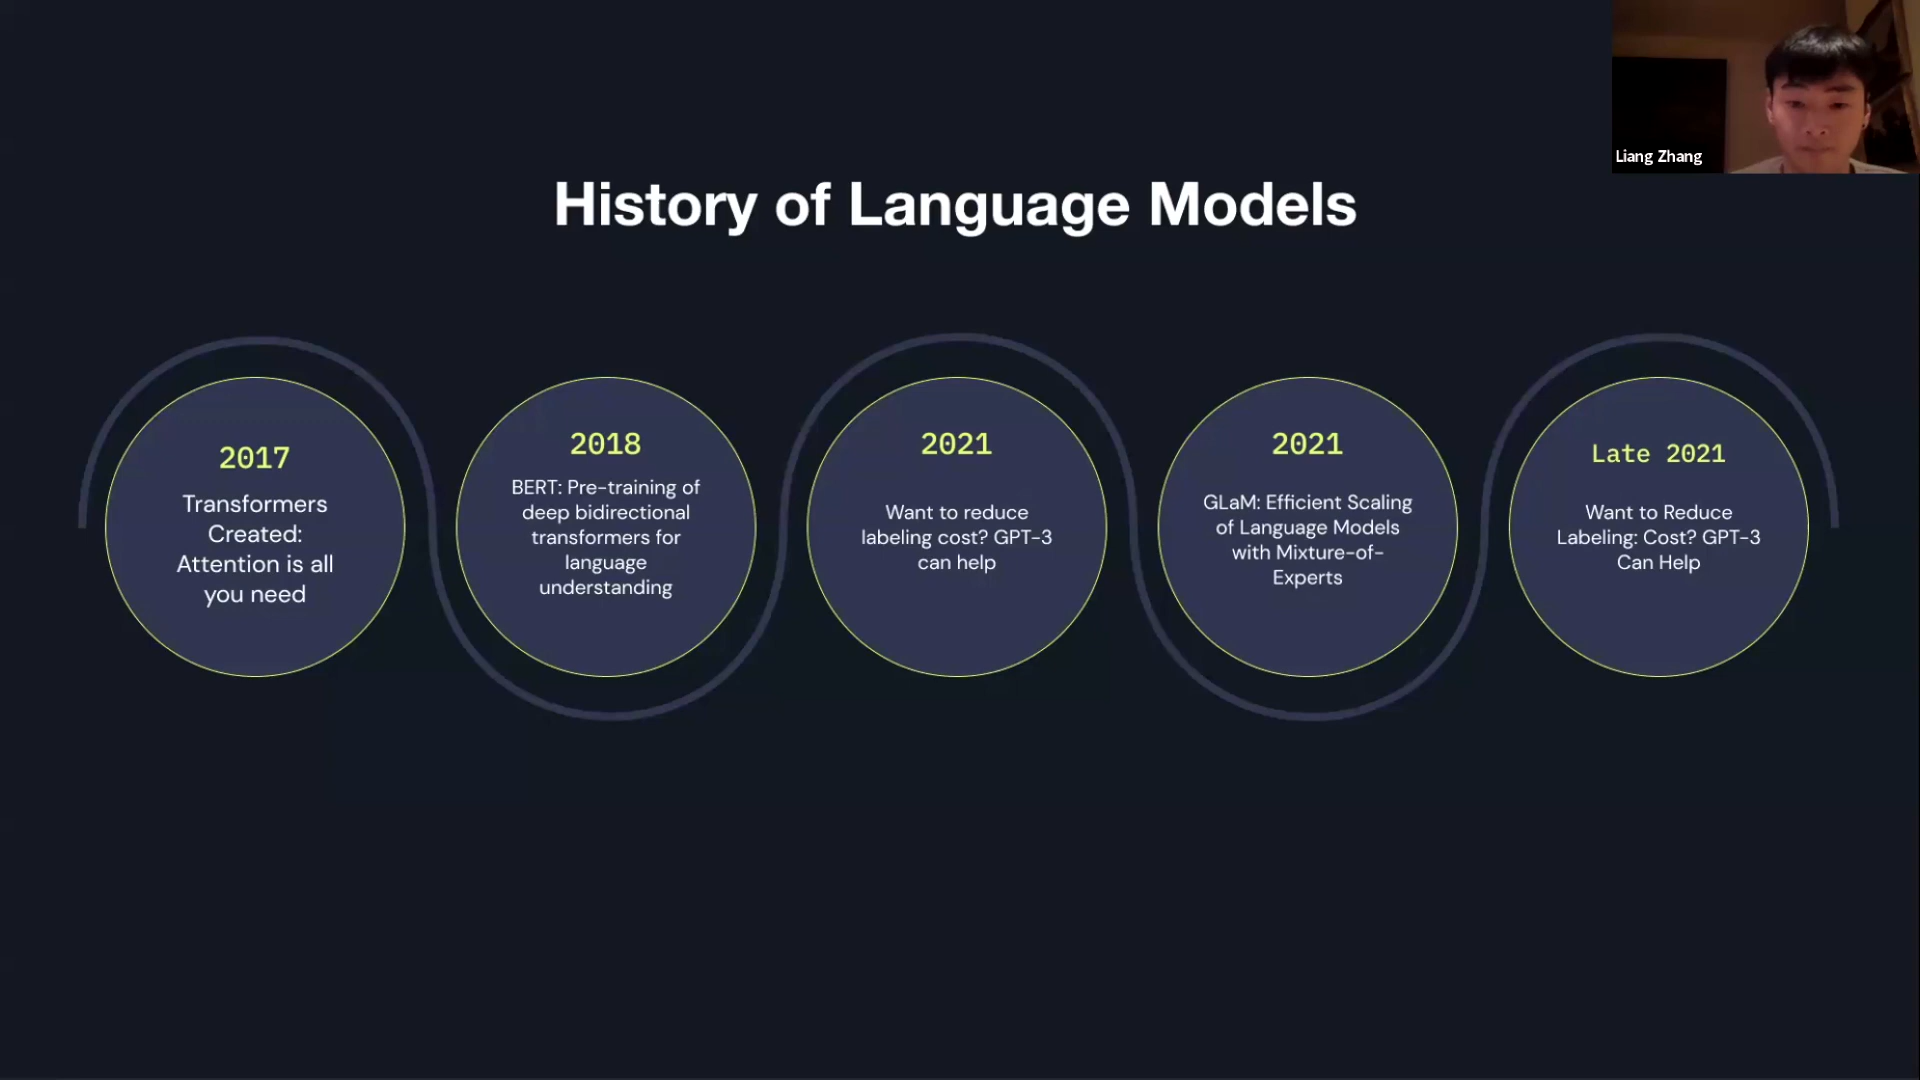 Liang Zhang
History of Language Models
2017
Transformers
Created:
Attention is all
you need
2018
BERT: Pre-training of
deep bidirectional
transformers for
language
understanding
2021
Want to reduce
labeling cost? GPT-3
can help
2021
GLaM: Efficient Scaling
of Language Models
with Mixture-of-
Experts
Late 2021
Want to Reduce
Labeling: Cost? GPT-3
Can Help